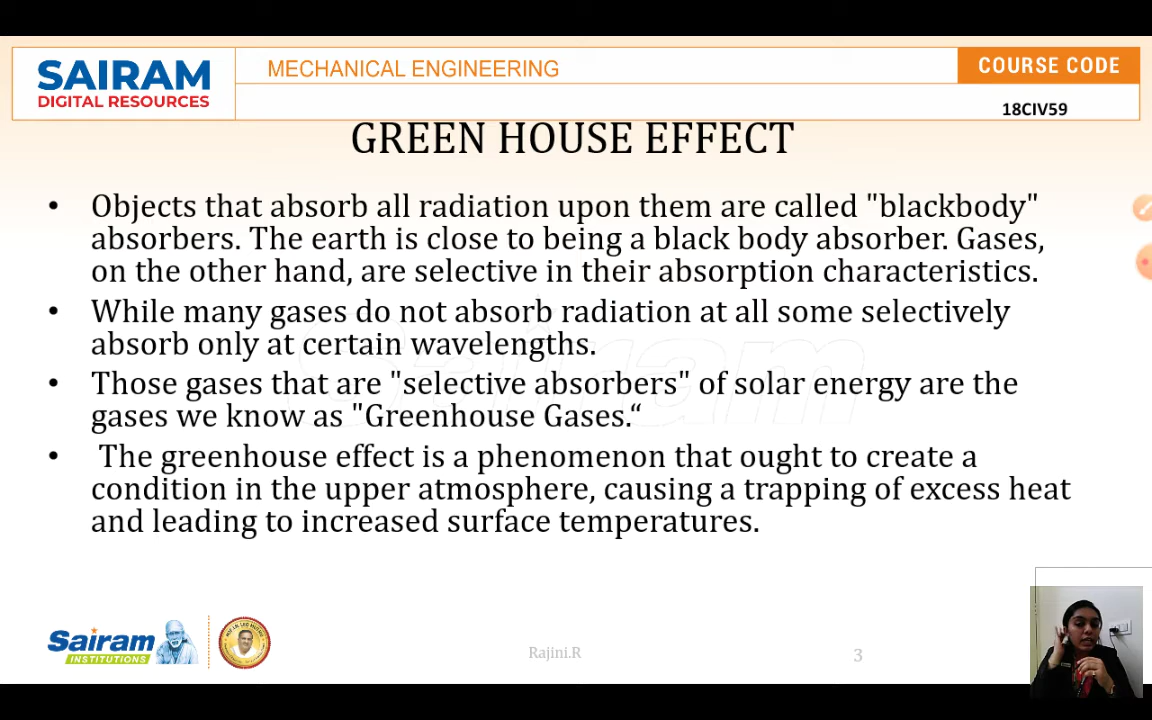 SAIRAM
DIGITAL RESOURCES
MECHANICAL ENGINEERING
COURSE CODE
18CIV59
GREEN HOUSE EFFECT
• Objects that absorb all radiation upon them are called "blackbody"
absorbers. The earth is close to being a black body absorber. Gases,
on the other hand, are selective in their absorption characteristics.
• While many gases do not absorb radiation at all some selectively
absorb only at certain wavelengths.
• Those gases that are "selective absorbers" of solar energy are the
gases we know as "Greenhouse Gases.“
• The greenhouse effect is a phenomenon that ought to create a
condition in the upper atmosphere, causing a trapping of excess heat
and leading to increased surface temperatures.
Sairam
Sairam
INSTITUTIONS
Rajini.R
3